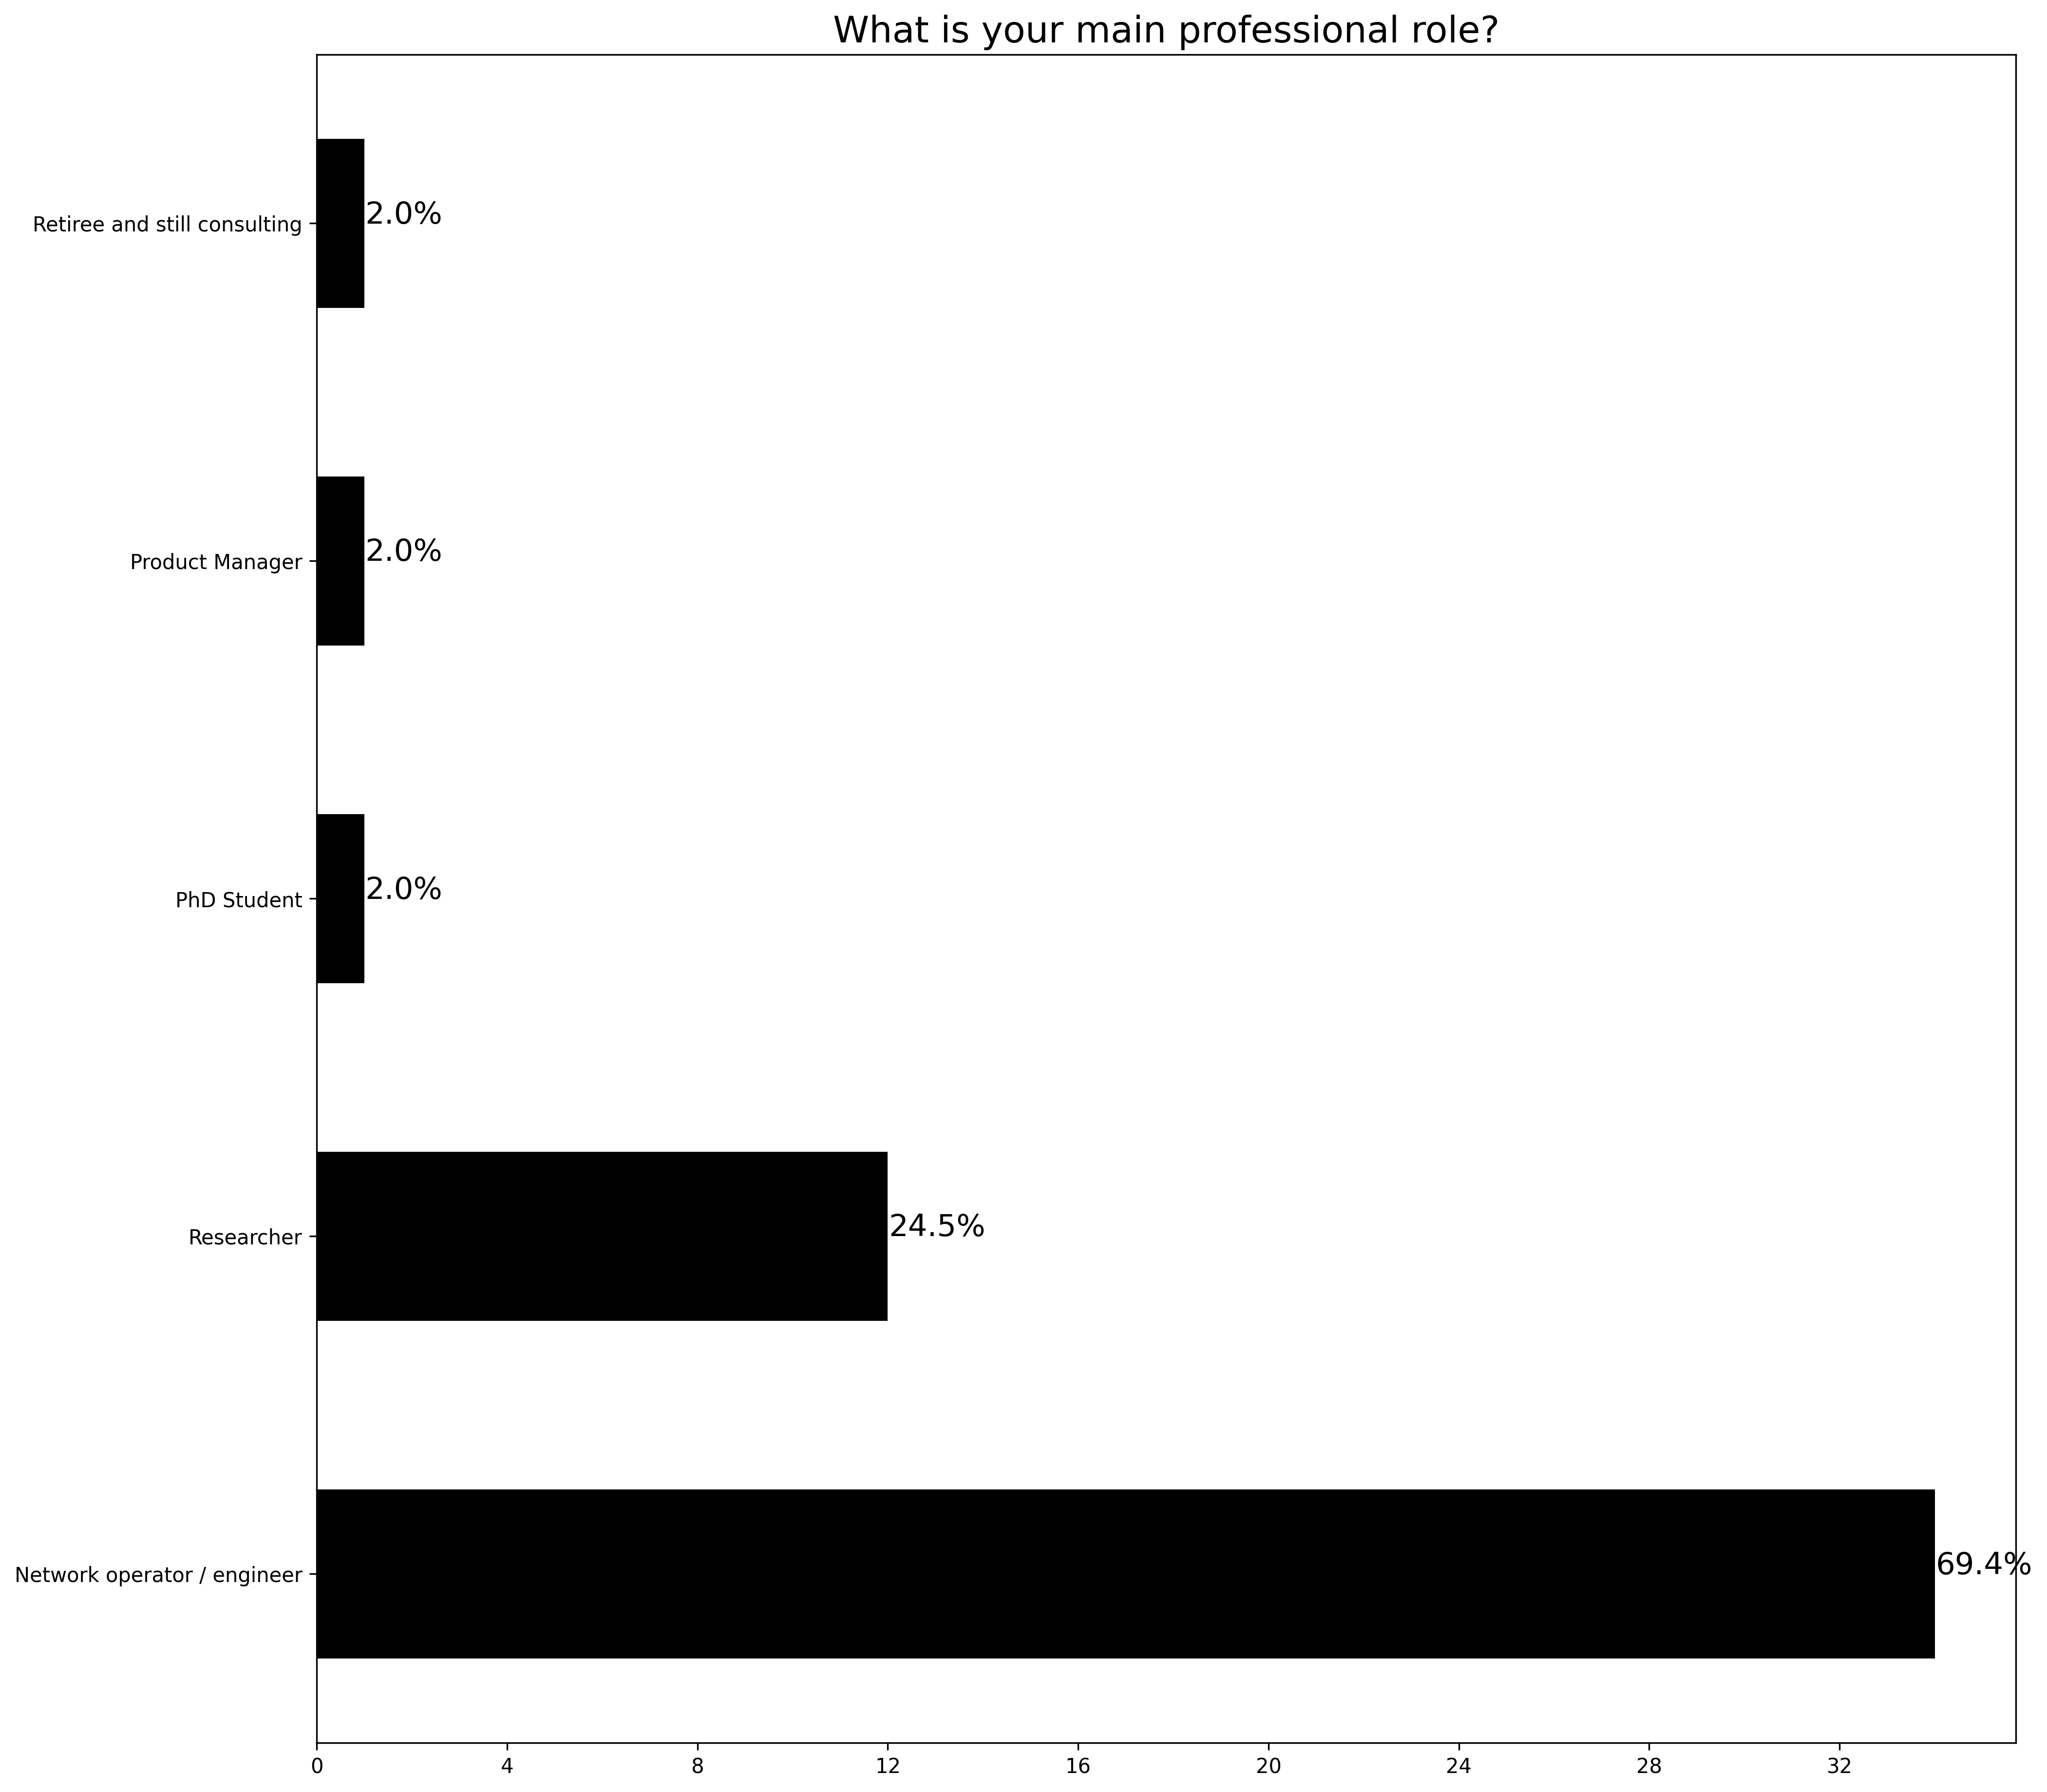 What is your main professional role?
Retiree and still consulting
2.0%
Product Manager
2.0%
PhD Student
2.0%
Researcher
24.5%
Network operator / engineer
69.4%
0 4 8 12 16 20 24 28 32